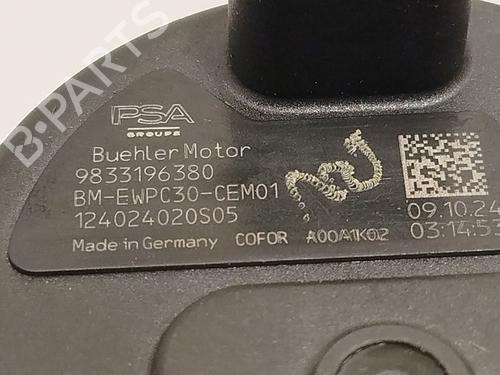 B-PARTS
PSA
GROUPE
Buehler Motor
9833196380
BM-EWPC30-CEM01
124024020S05
Made in Germany COFOR A00A1K02
09.10.24
03:14:53